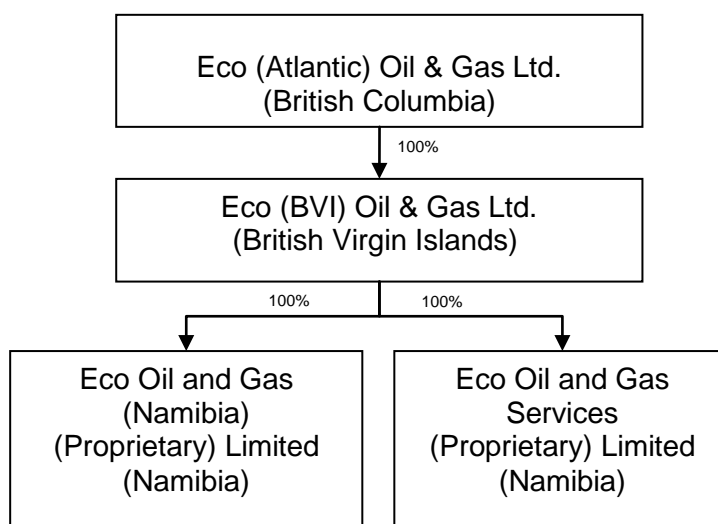 Eco (Atlantic) Oil & Gas Ltd.
(British Columbia)
100%
Eco (BVI) Oil & Gas Ltd.
(British Virgin Islands)
100%
100%
Eco Oil and Gas
(Namibia)
(Proprietary) Limited
(Namibia)
Eco Oil and Gas
Services
(Proprietary) Limited
(Namibia)